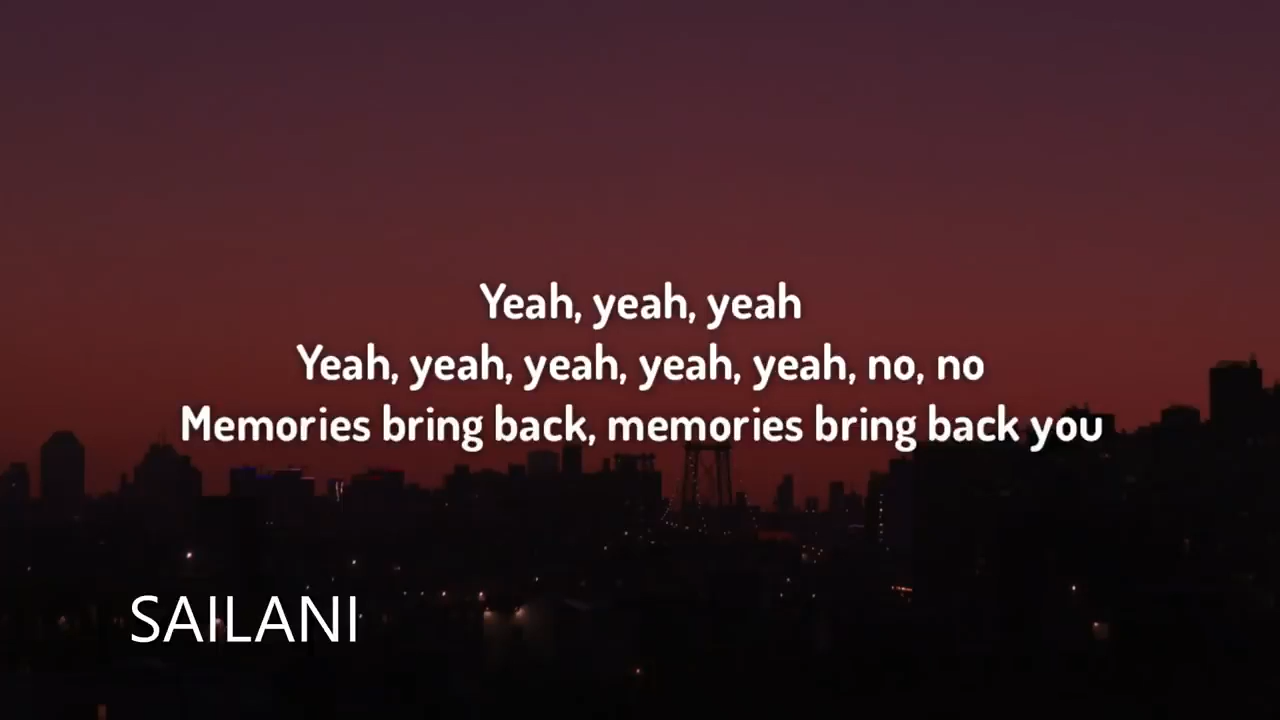 Yeah, yeah, yeah
Yeah, yeah, yeah, yeah, yeah, no, no
Memories bring back, memories bring back you
SAILANI